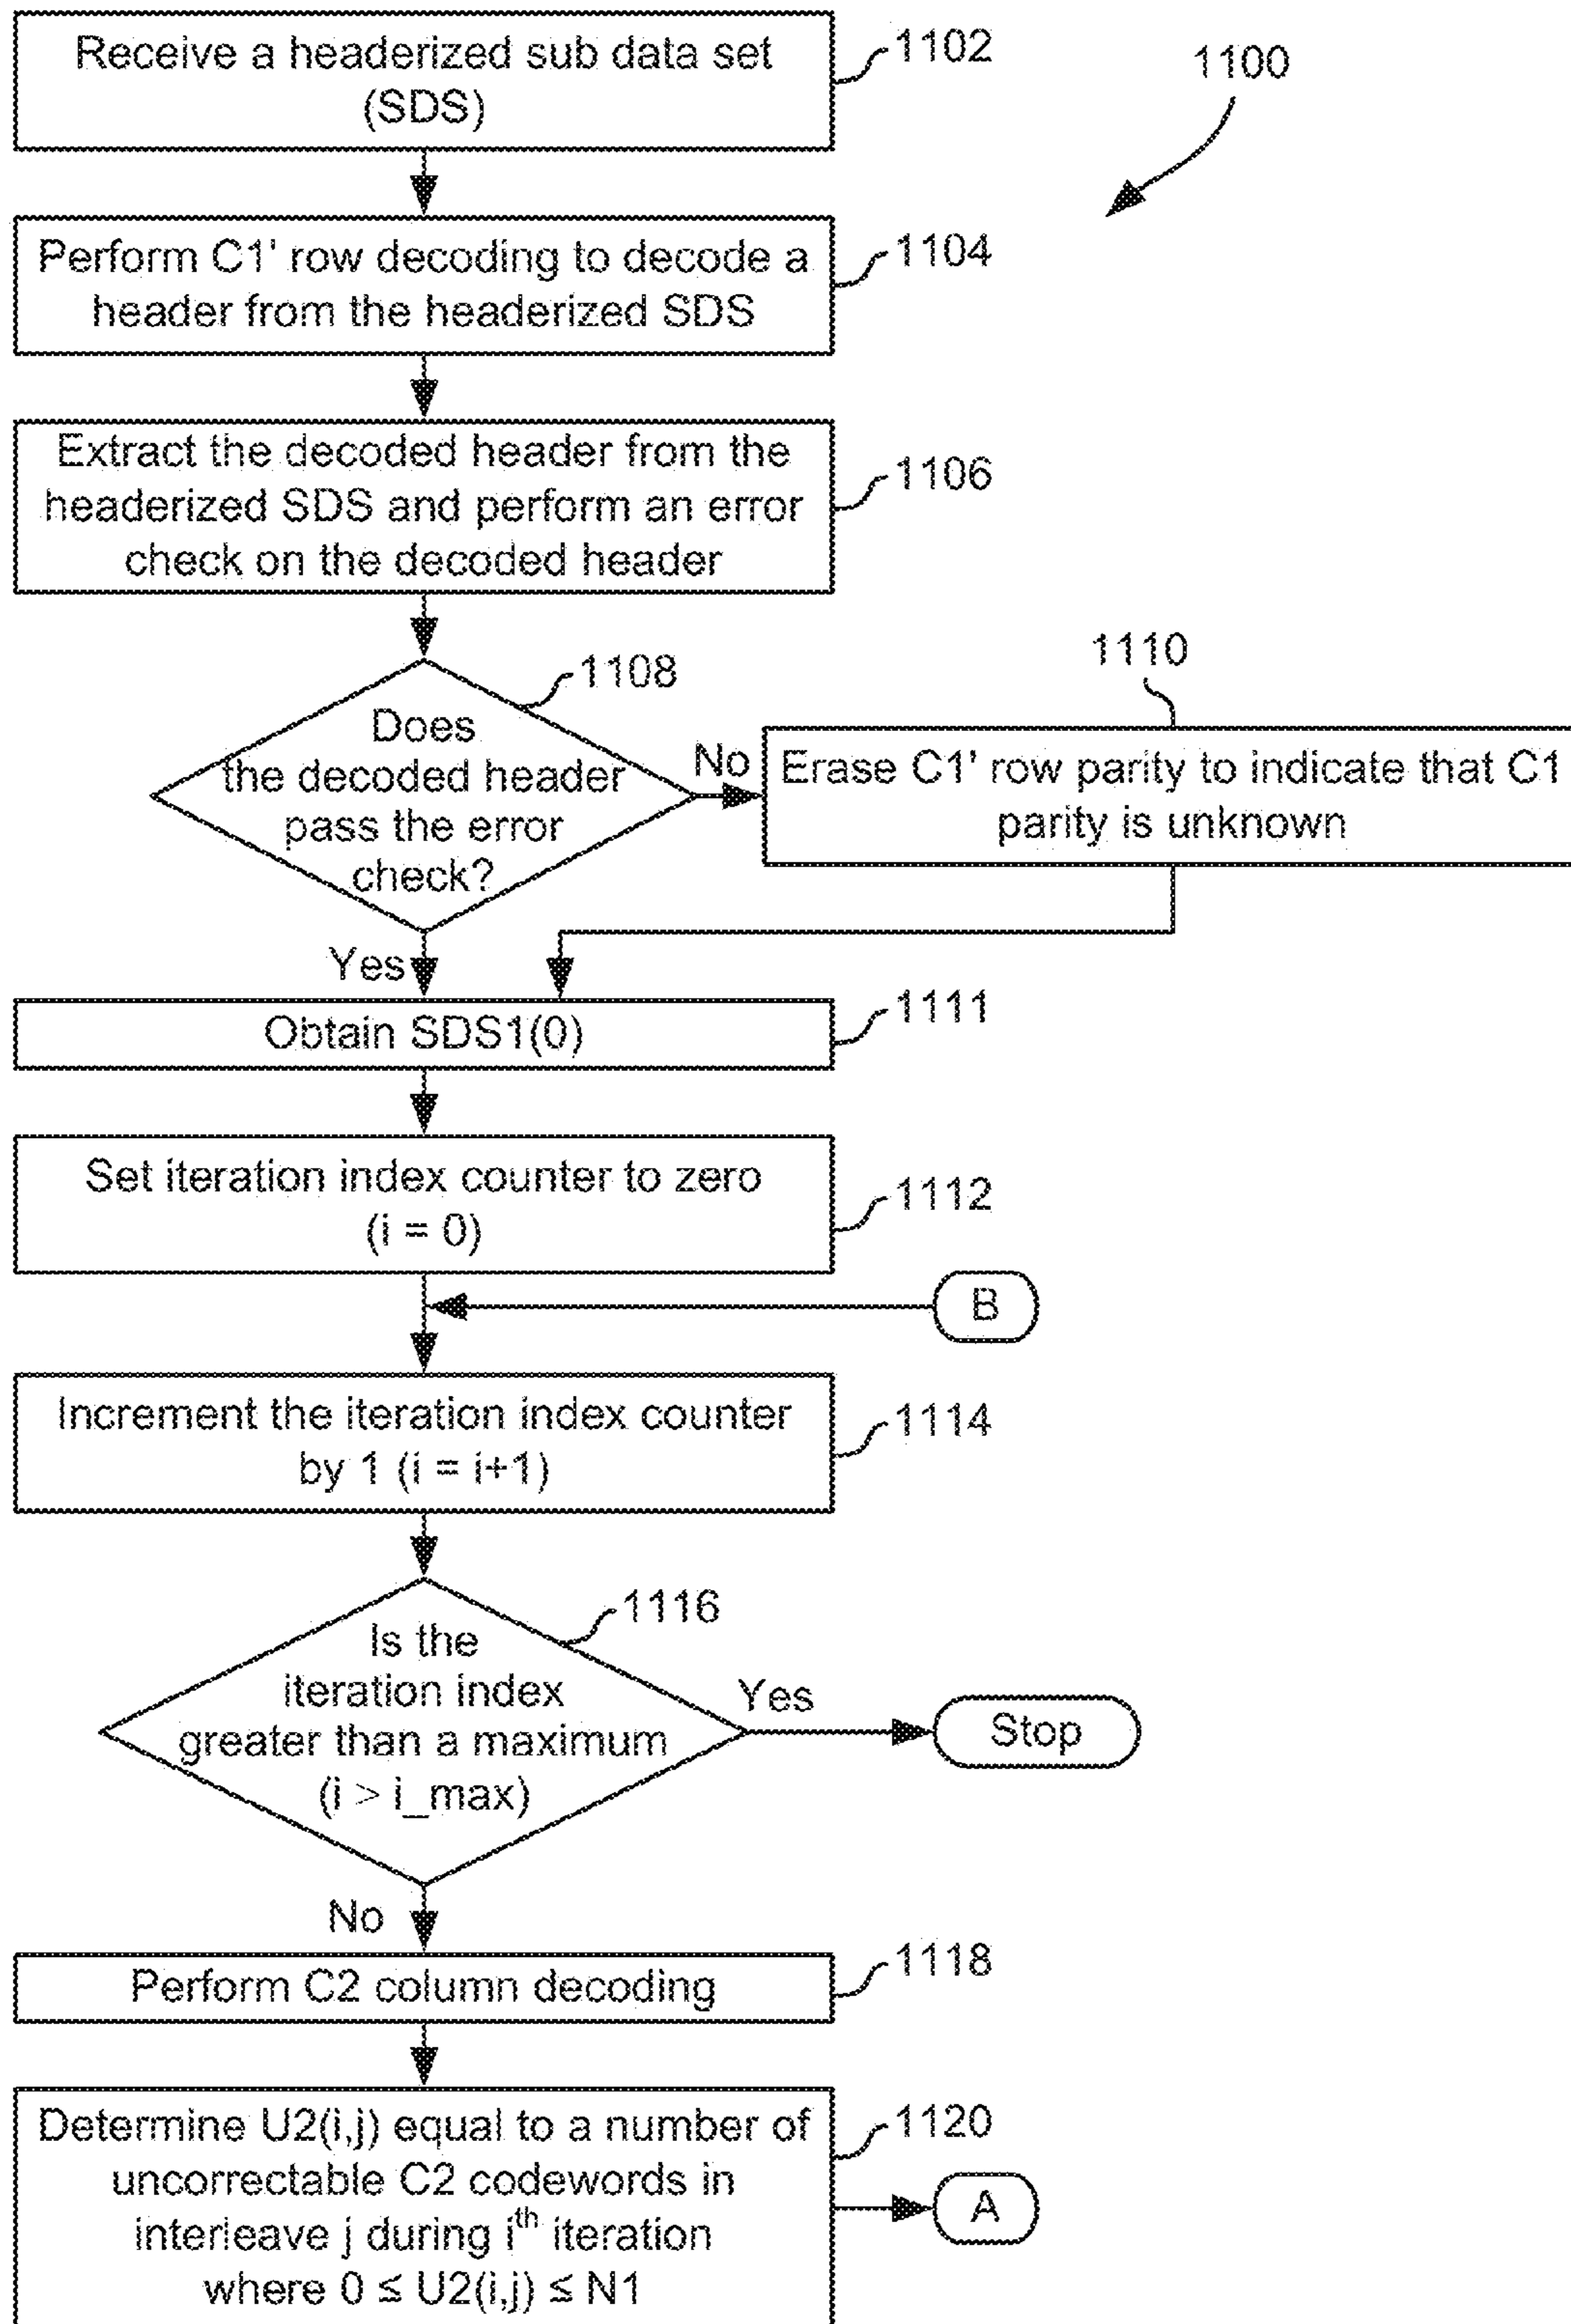 Receive a headerized sub data set
(SDS)
1102
1100
Perform C1' row decoding to decode a
header from the headerized SDS
1104
Extract the decoded header from the
headerized SDS and perform an error
check on the decoded header
1106
1108
Does
the decoded header
pass the error
check?
No
Yes
1110
Erase C1' row parity to indicate that C1
parity is unknown
Obtain SDS1(0)
1111
Set iteration index counter to zero
(i = 0)
1112
B
Increment the iteration index counter
by 1 (i = i+1)
1114
1116
Is the
iteration index
greater than a maximum
(i > i_max)
Yes
Stop
No
Perform C2 column decoding
1118
Determine U2(i,j) equal to a number of
uncorrectable C2 codewords in
interleave j during ith iteration
where 0 ≤ U2(i,j) ≤ N1
1120
A